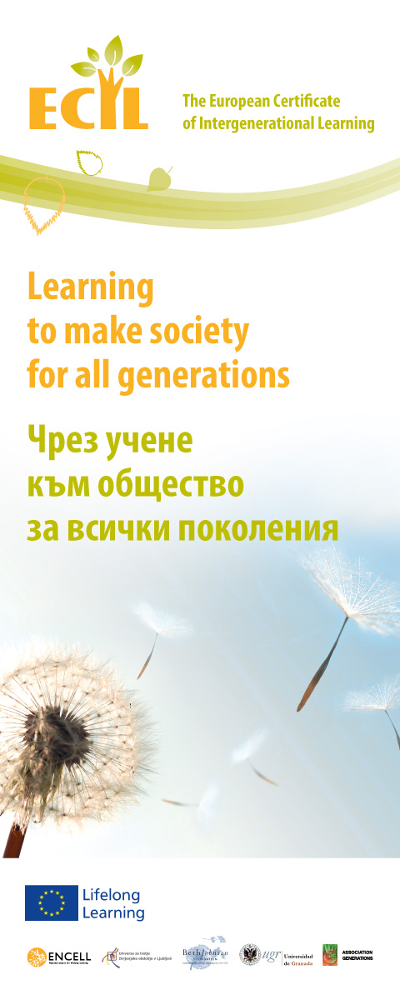 ECIL
The European Certificate
of Intergenerational Learning
Learning
to make society
for all generations
Чрез учене
към общество
за всички поколения
Lifelong
Learning
ENCELL
Univerza za tretje
življenjsko obdobje v Ljubljani
Beth Johnson
FOUNDATION
ugr
Universidad
de Granada
ASSOCIATION
GENERATIONS